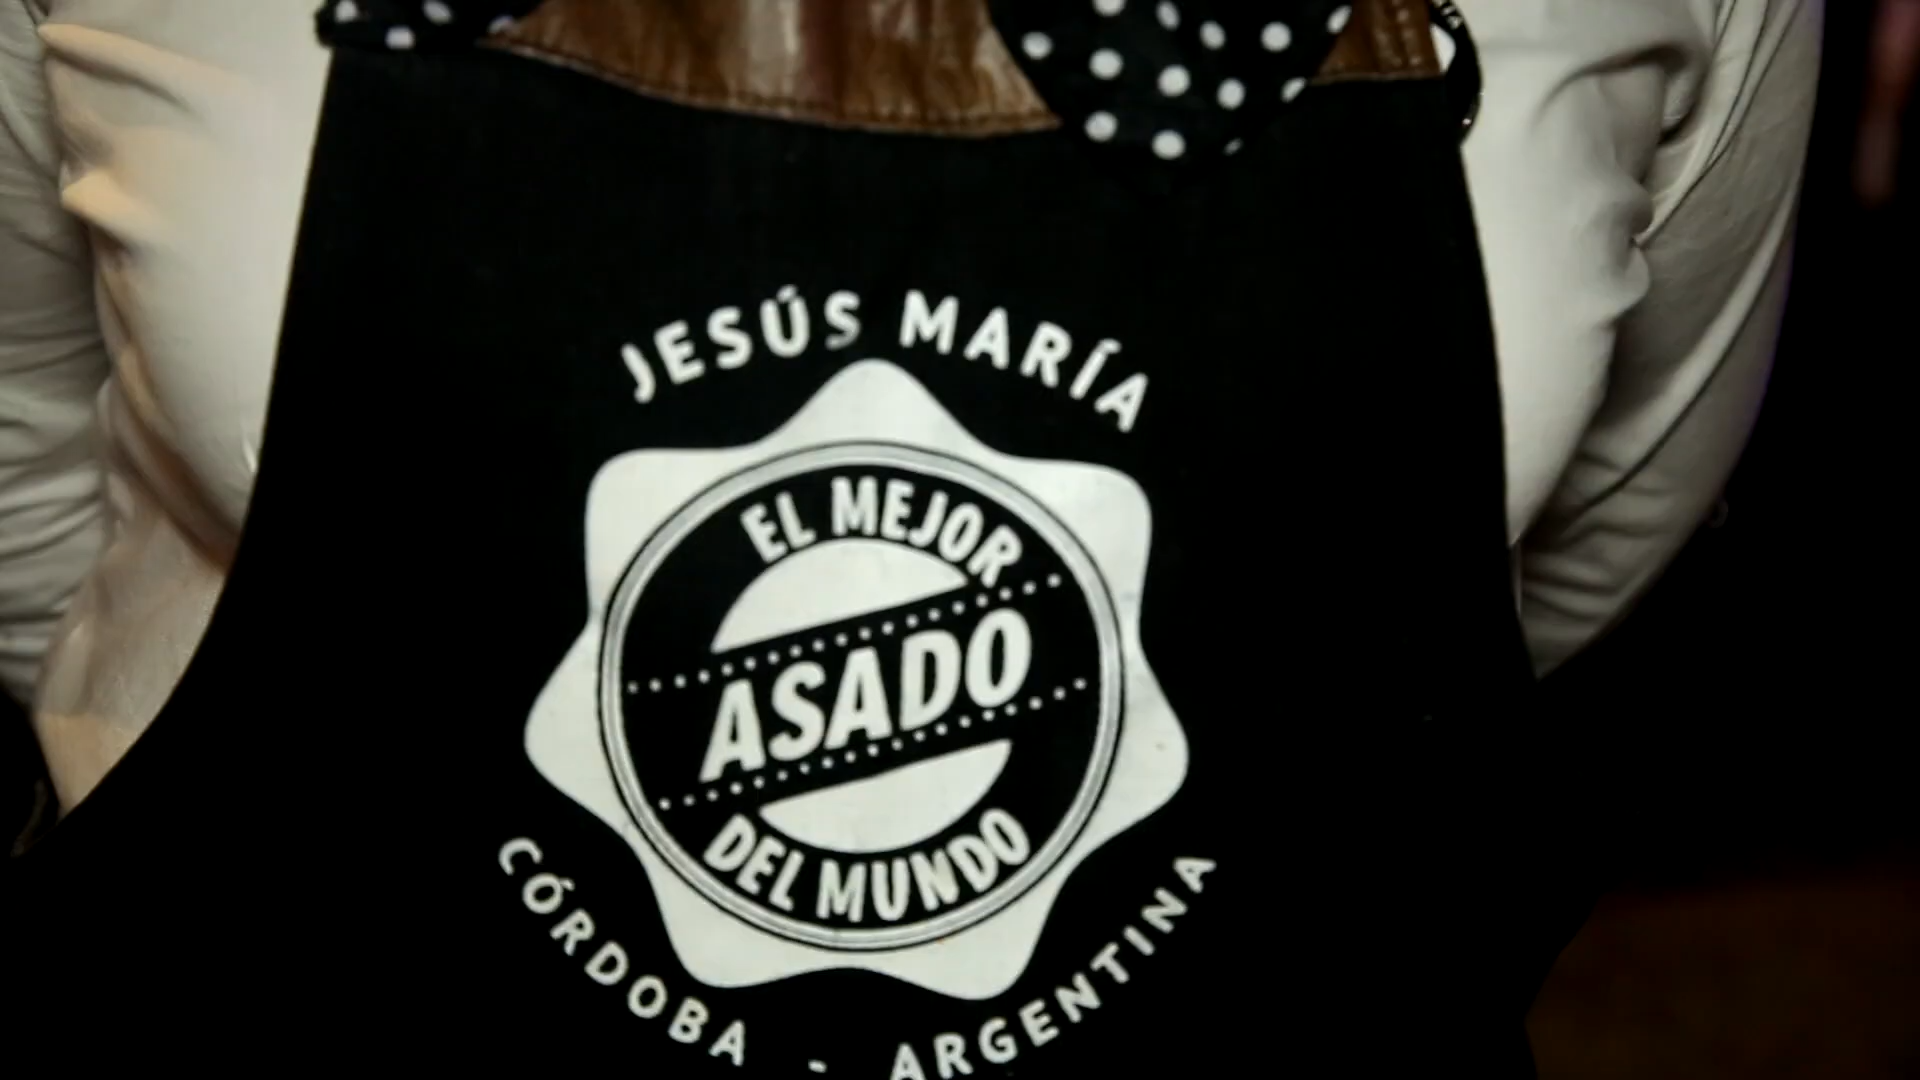 JESÚS MARÍA
EL MEJOR
ASADO
DEL MUNDO
CÓRDOBA - ARGENTINA